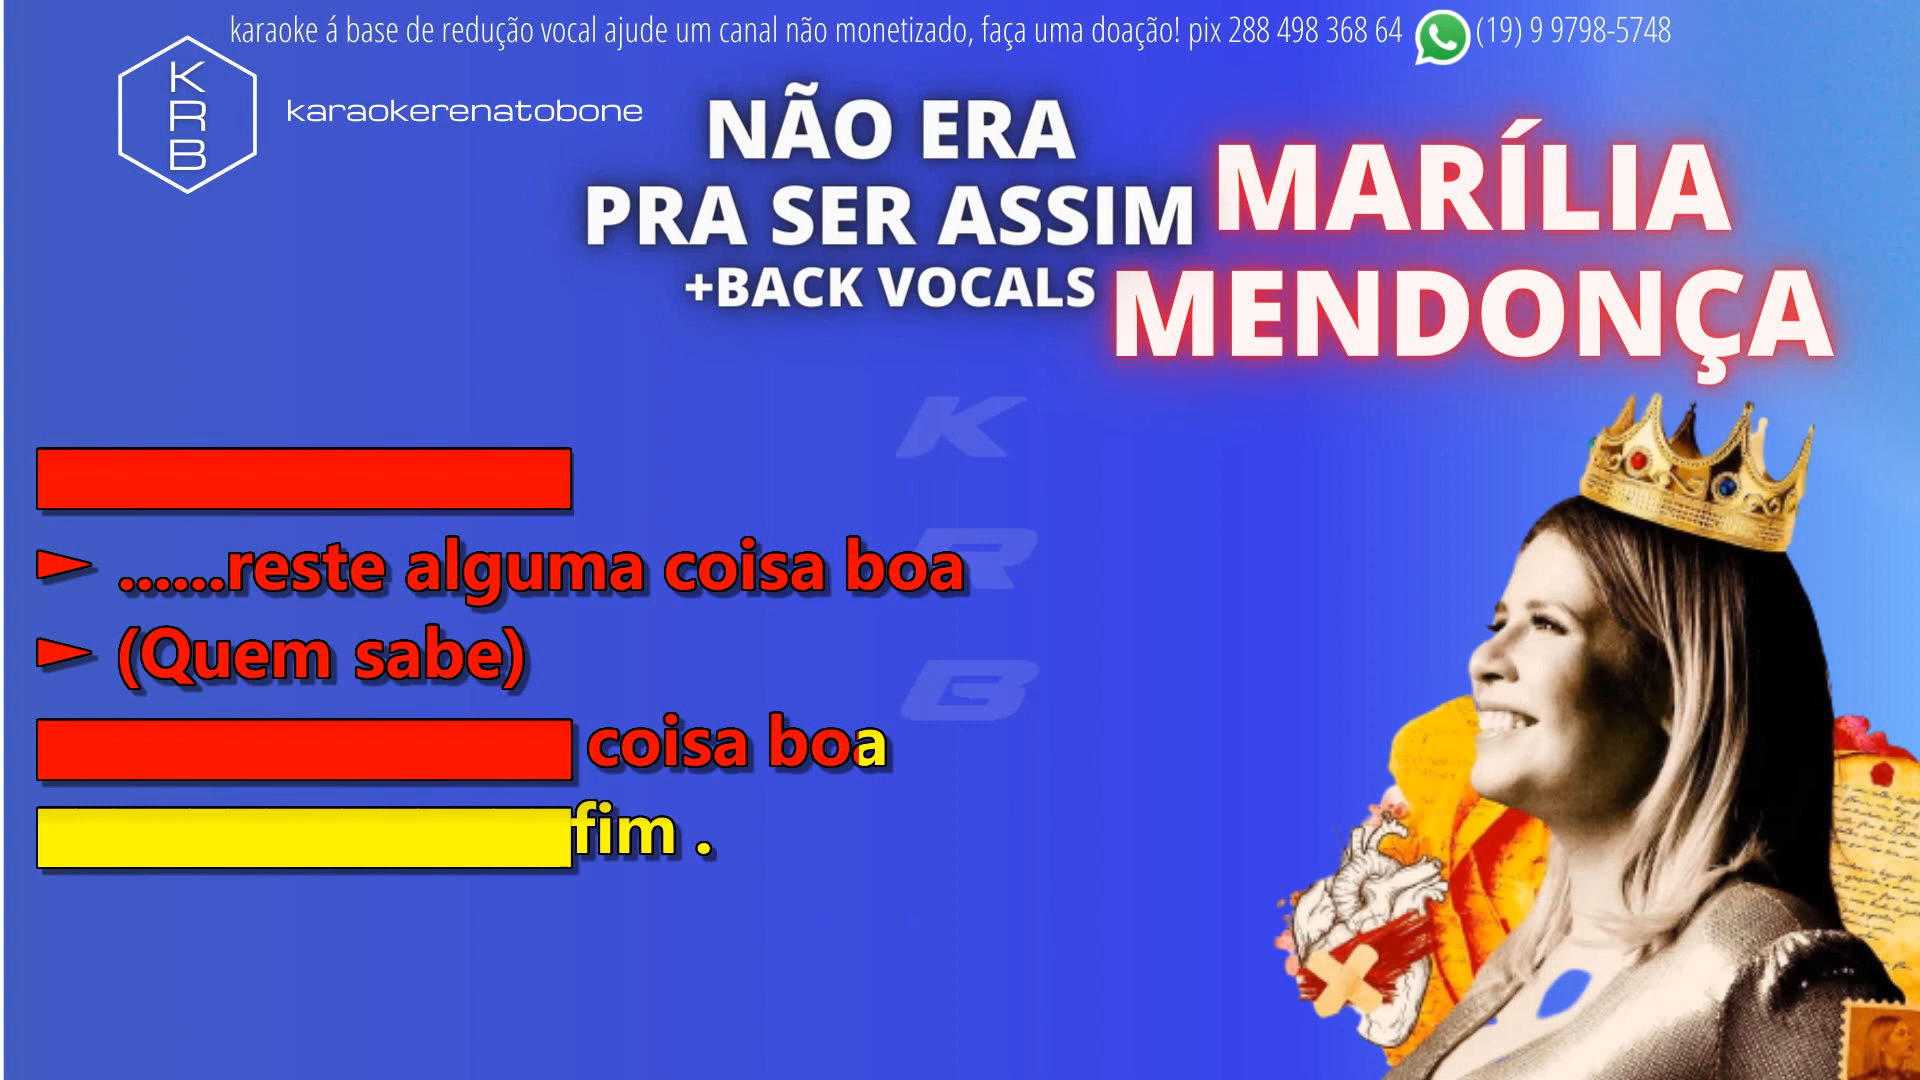 karaoke á base de redução vocal ajude um canal não monetizado, faça uma doação! pix 288 498 368 64 (19) 9 9798-5748
K
R
B
karaokerenatobone
NÃO ERA
PRA SER ASSIM
+BACK VOCALS
MARÍLIA
MENDONÇA
K
R
B
► ......reste alguma coisa boa
► (Quem sabe)
coisa boa
fim .